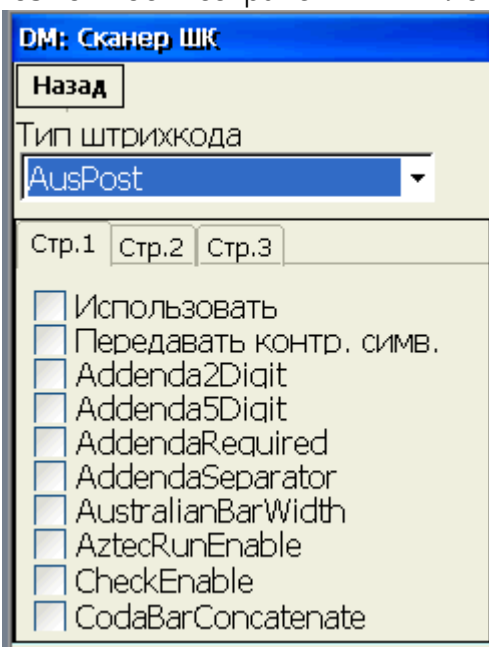 DM: Сканер ШК
Назад
Тип штрихкода
AusPost
Стр.1 Стр.2 Стр.3
Использовать
Передавать контр. симв.
Addenda2Digit
Addenda5Digit
AddendaRequired
AddendaSeparator
AustralianBarWidth
AztecRunEnable
CheckEnable
CodaBarConcatenate